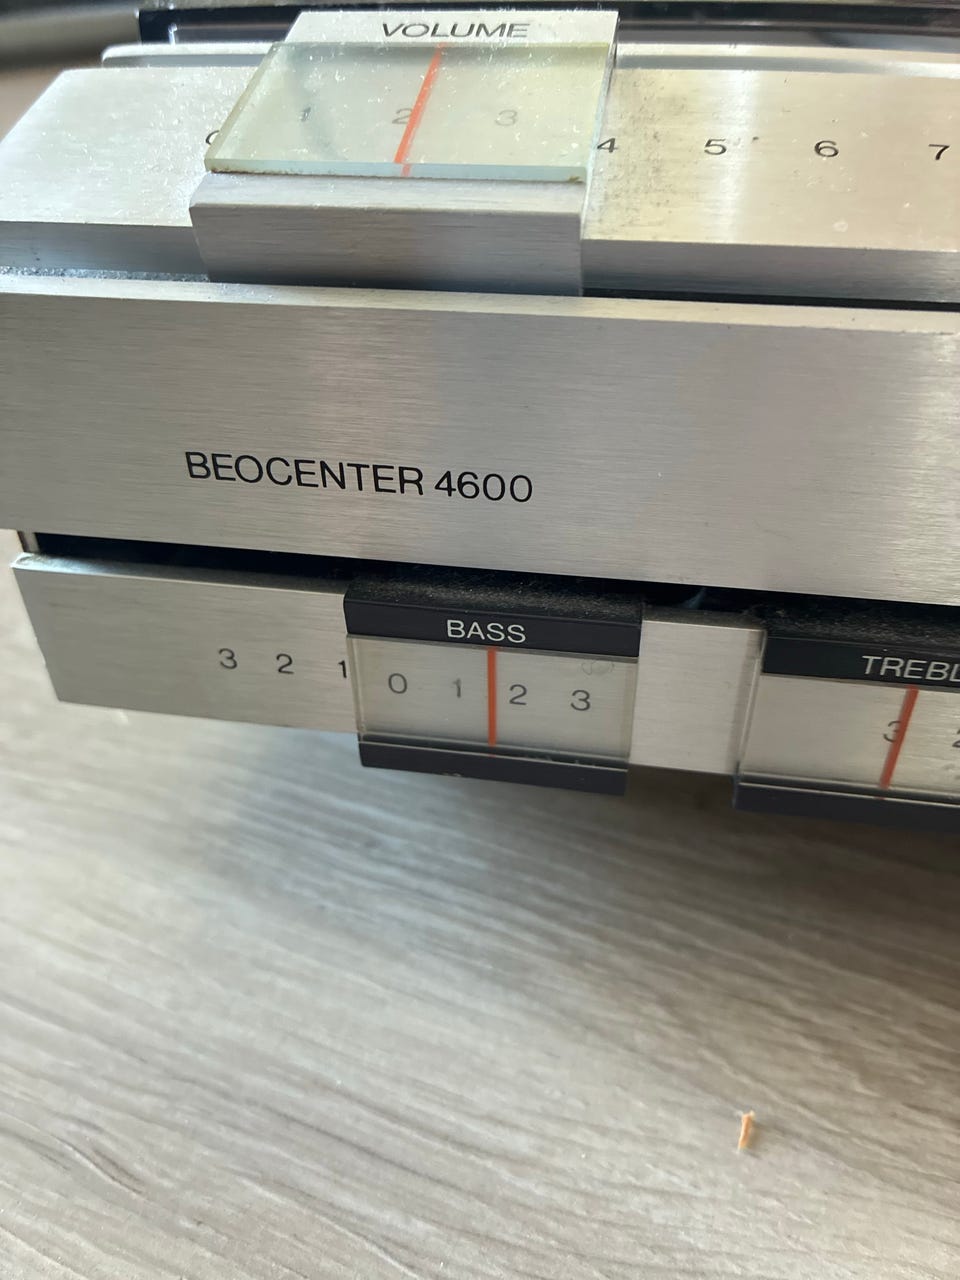 VOLUME
1 2 3 4 5 6 7
BEOCENTER 4600
BASS
3 2 1 0 1 2 3
TREBL
3